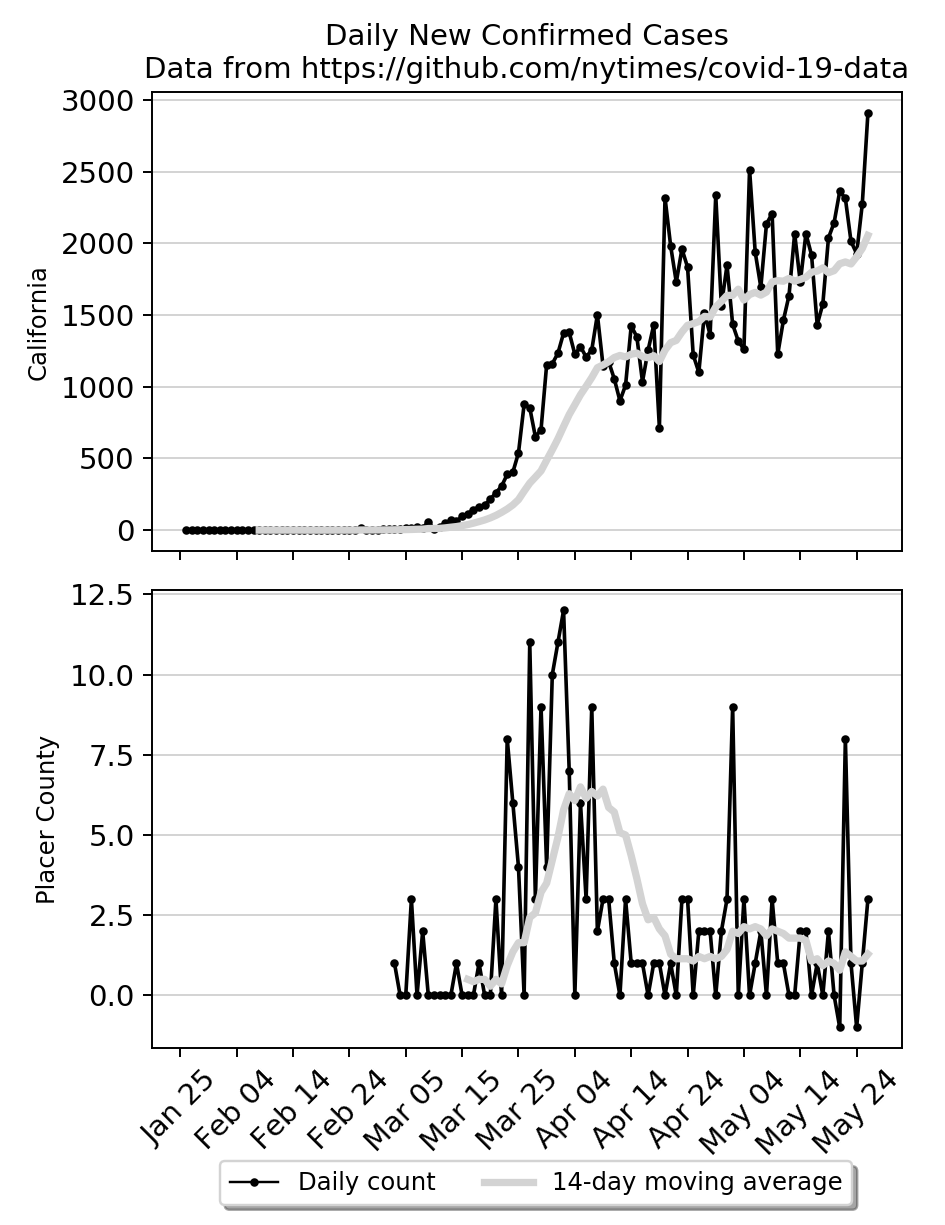 Daily New Confirmed Cases
Data from https://github.com/nytimes/covid-19-data
3000
2500
2000
1500
1000
500
0
California
12.5
10.0
7.5
5.0
2.5
0.0
Placer County
Jan 25
Feb 04
Feb 14
Feb 24
Mar 05
Mar 15
Mar 25
Apr 04
Apr 14
Apr 24
May 04
May 14
May 24
Daily count
14-day moving average